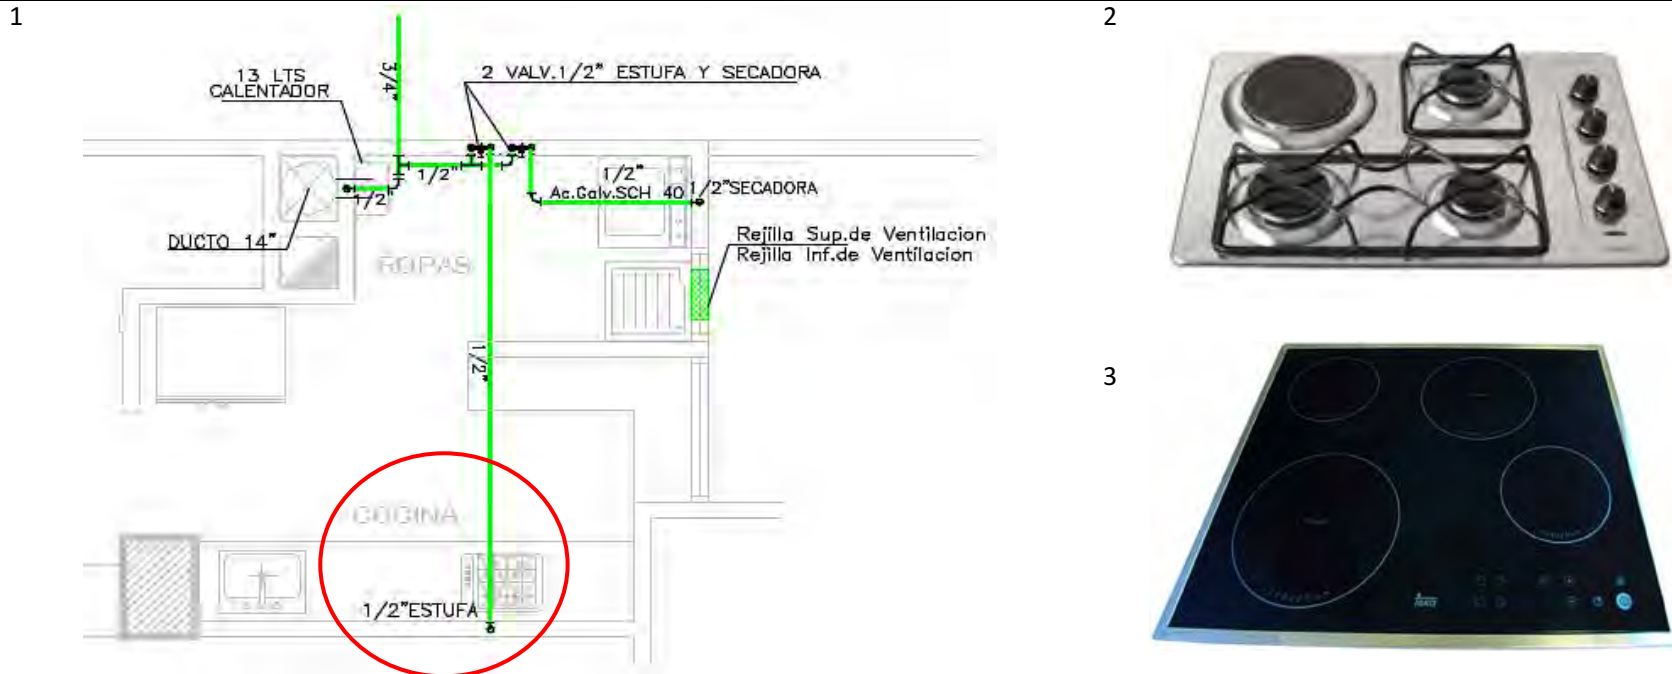 1
2
3/4"
13 LTS
CALENTADOR
2 VALV.1/2" ESTUFA Y SECADORA
1/2"
1/2"
1/2"
Ac.Galv.SCH 40
1/2"SECADORA
DUCTO 14"
ROPAS
Rejilla Sup.de Ventilacion
Rejilla Inf.de Ventilacion
1/2"
3
COCINA
1/2"ESTUFA